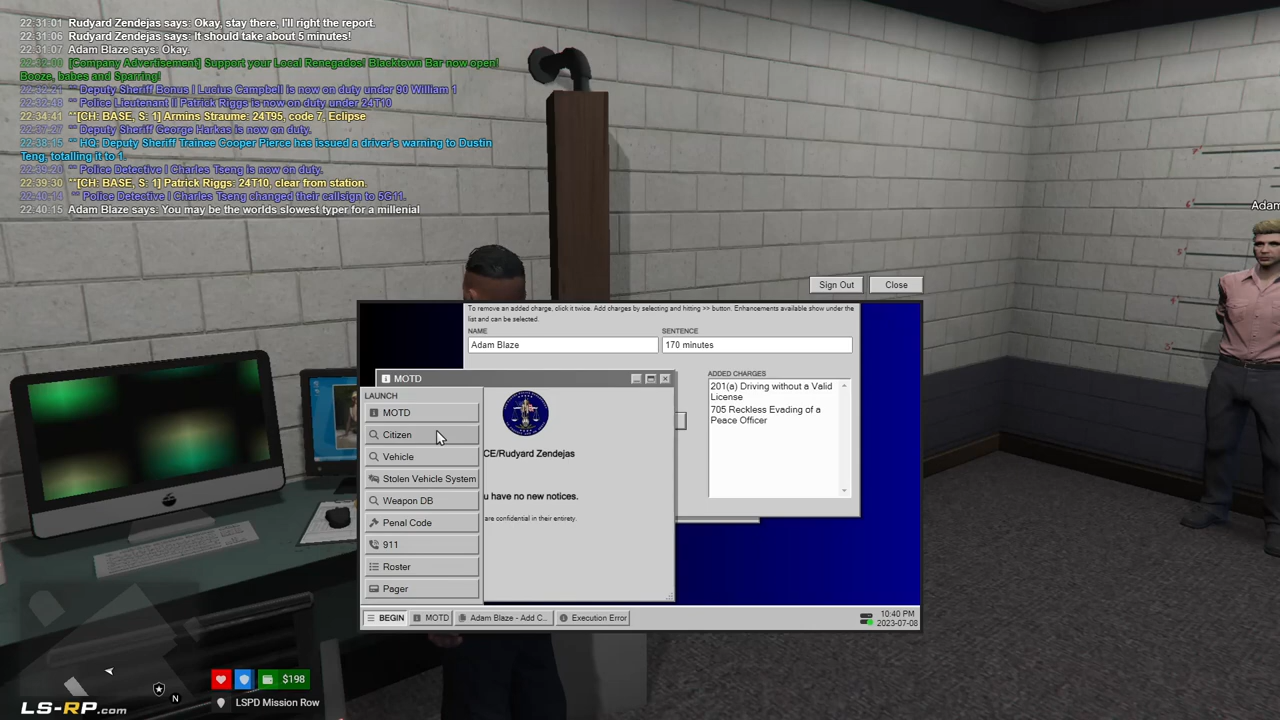 22:31:01 Rudyard Zendejas says: Okay, stay there, I'll right the report.
22:31:06 Rudyard Zendejas says: It should take about 5 minutes!
22:31:07 Adam Blaze says: Okay.
22:32:00 [Company Advertisement] Support your Local Renegados! Blacktown Bar now open!
Booze, babes and Sparring!
22:32:21 ** Deputy Sheriff Bonus I Lucius Campbell is now on duty under 90 William 1
22:32:48 ** Police Lieutenant II Patrick Riggs is now on duty under 24T10
22:34:41 **[CH: BASE, S: 1] Armins Straume: 24T95, code 7, Eclipse
22:37:27 ** Deputy Sheriff George Harkas is now on duty.
22:38:15 ** HQ: Deputy Sheriff Trainee Cooper Pierce has issued a driver's warning to Dustin
Teng, totalling it to 1.
22:39:20 ** Police Detective I Charles Tseng is now on duty.
22:39:30 **[CH: BASE, S: 1] Patrick Riggs: 24T10, clear from station.
22:40:14 ** Police Detective I Charles Tseng changed their callsign to 5G11.
22:40:15 Adam Blaze says: You may be the worlds slowest typer for a millenial
Adam
Sign Out
Close
To remove an added charge, click it twice. Add charges by selecting and hitting >> button. Enhancements available show under the
list and can be selected.
NAME
SENTENCE
Adam Blaze
170 minutes
ADDED CHARGES
201(a) Driving without a Valid
License
705 Reckless Evading of a
Peace Officer
MOTD
LAUNCH
MOTD
Citizen
Vehicle
Stolen Vehicle System
Weapon DB
Penal Code
911
Roster
Pager
CE/Rudyard Zendejas
u have no new notices.
are confidential in their entirety.
BEGIN
MOTD
Adam Blaze - Add C...
Execution Error
10:40 PM
2023-07-08
$198
N
LSPD Mission Row
LS-RP.com